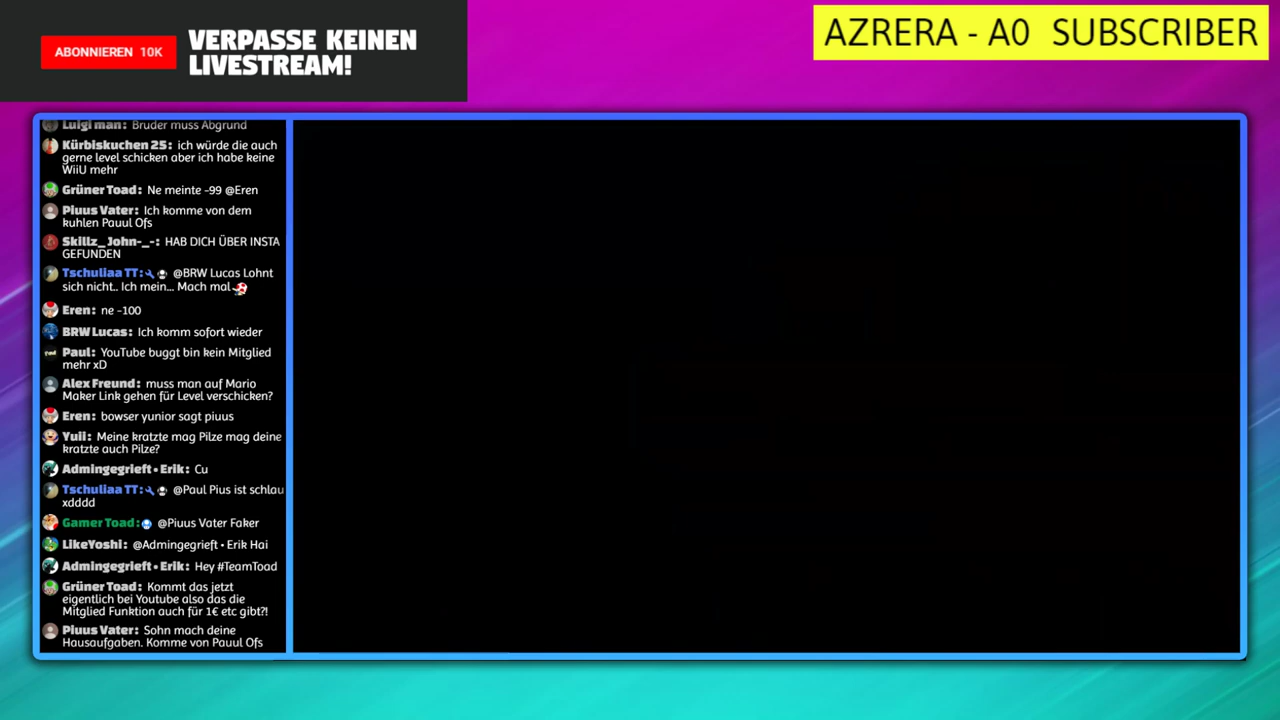 ABONNIEREN 10K
VERPASSE KEINEN
LIVESTREAM!
AZRERA - A0 SUBSCRIBER
Luigi man: Bruder muss Abgrund
Kürbiskuchen 25: ich würde die auch
gerne level schicken aber ich habe keine
WiiU mehr
Grüner Toad: Ne meinte -99 @Eren
Piuus Vater: Ich komme von dem
kuhlen Pauul Ofs
Skillz_John-_-: HAB DICH ÜBER INSTA
GEFUNDEN
Tschuliaa TT: @BRW Lucas Lohnt
sich nicht.. Ich mein... Mach mal
Eren: ne -100
BRW Lucas: Ich komm sofort wieder
Paul: YouTube buggt bin kein Mitglied
mehr xD
Alex Freund: muss man auf Mario
Maker Link gehen für Level verschicken?
Eren: bowser yunior sagt piuus
Yuii: Meine kratzte mag Pilze mag deine
kratzte auch Pilze?
Admingegrieft • Erik: Cu
Tschuliaa TT: @Paul Pius ist schlau
xdddd
Gamer Toad: @Piuus Vater Faker
LikeYoshi: @Admingegrieft • Erik Hai
Admingegrieft • Erik: Hey #TeamToad
Grüner Toad: Kommt das jetzt
eigentlich bei Youtube also das die
Mitglied Funktion auch für 1€ etc gibt?!
Piuus Vater: Sohn mach deine
Hausaufgaben. Komme von Pauul Ofs